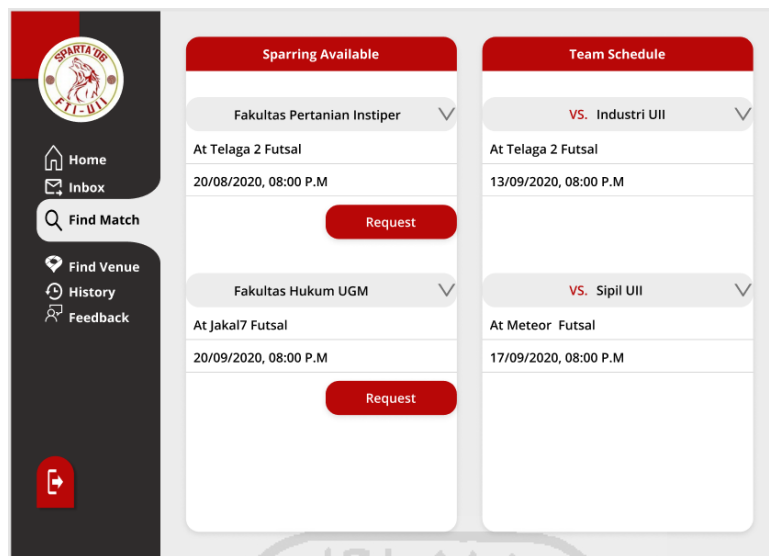 SPARTA'06
FTI-UII
Home
Inbox
Find Match
Find Venue
History
Feedback
Sparring Available
Fakultas Pertanian Instiper
At Telaga 2 Futsal
20/08/2020, 08:00 P.M
Request
Fakultas Hukum UGM
At Jakal7 Futsal
20/09/2020, 08:00 P.M
Request
Team Schedule
VS. Industri UII
At Telaga 2 Futsal
13/09/2020, 08:00 P.M
VS. Sipil UII
At Meteor Futsal
17/09/2020, 08:00 P.M